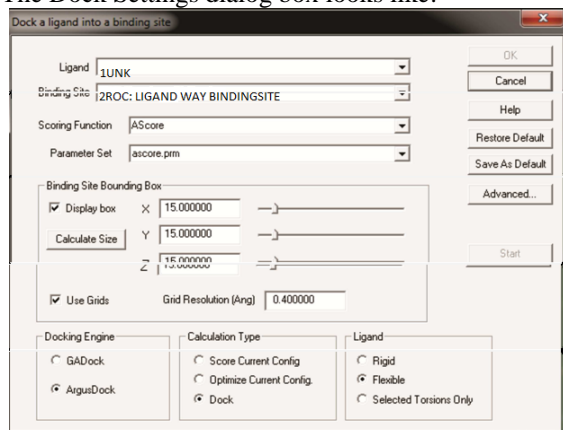 The Dock Settings dialog box looks like:
Dock a ligand into a binding site
Ligand 1UNK
Binding Site 2ROC: LIGAND WAY BINDINGSITE
Scoring Function AScore
Parameter Set ascore.prm
OK
Cancel
Help
Restore Default
Save As Default
Advanced...
Start
Binding Site Bounding Box
Display box X 15.000000
Calculate Size Y 15.000000
Z 15.000000
Use Grids Grid Resolution (Ang) 0.400000
Docking Engine
GADock
ArgusDock
Calculation Type
Score Current Config
Optimize Current Config.
Dock
Ligand
Rigid
Flexible
Selected Torsions Only